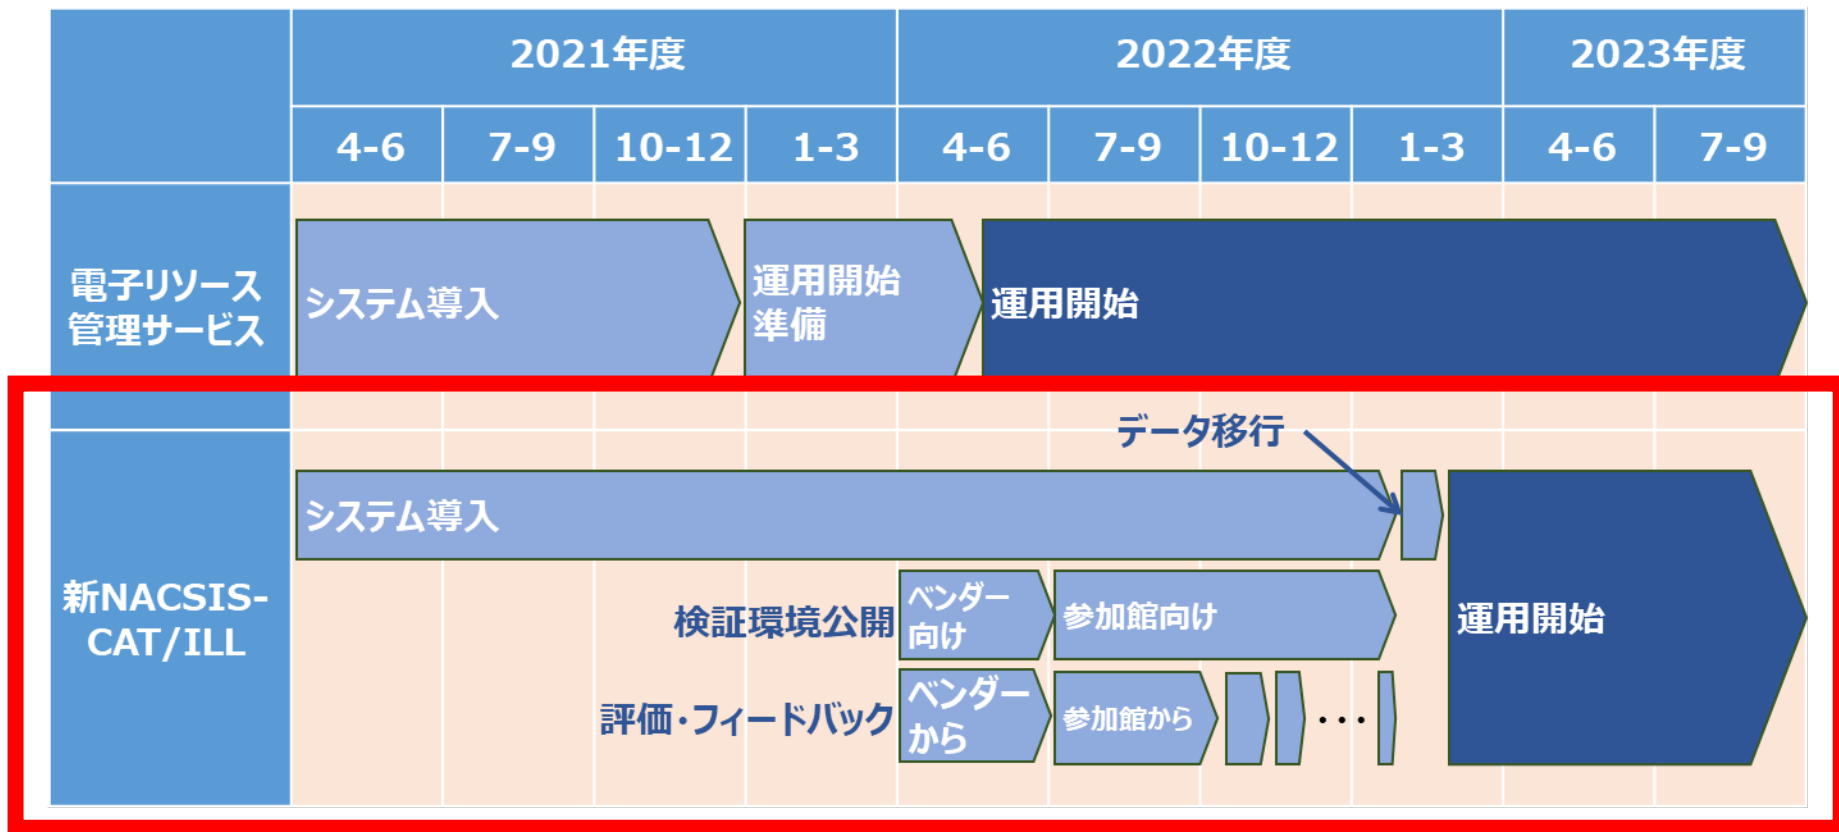 2021年度 2022年度 2023年度
4-6 7-9 10-12 1-3 4-6 7-9 10-12 1-3 4-6 7-9
電子リソース
管理サービス
システム導入
運用開始
準備
運用開始
新NACSIS-
CAT/ILL
データ移行
システム導入
検証環境公開
ベンダー
向け
参加館向け
運用開始
評価・フィードバック
ベンダー
から
参加館から
・・・